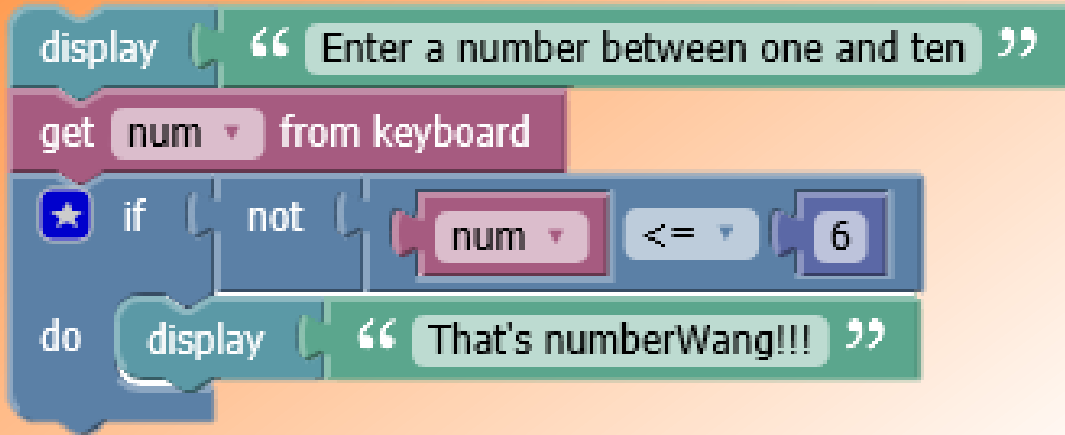 display “ Enter a number between one and ten ”
get num from keyboard
if not num <= 6
do display “ That's numberWang!!! ”